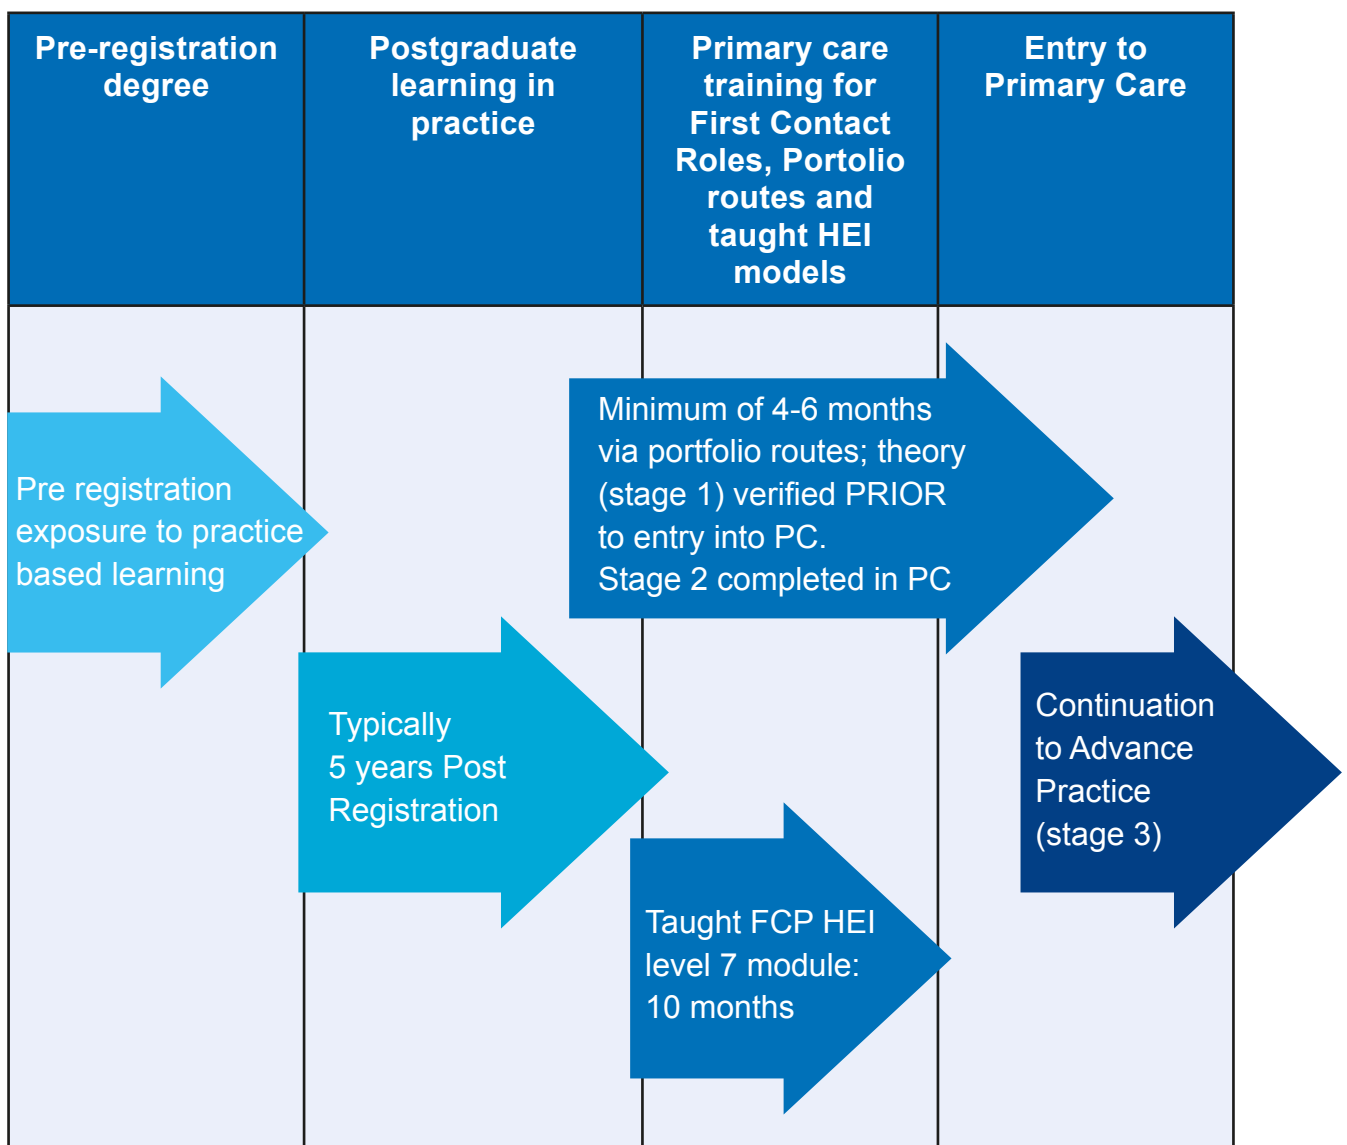 Pre-registration
degree
Postgraduate
learning in
practice
Primary care
training for
First Contact
Roles, Portolio
routes and
taught HEI
models
Entry to
Primary Care
Pre registration
exposure to practice
based learning
Typically
5 years Post
Registration
Minimum of 4-6 months
via portfolio routes; theory
(stage 1) verified PRIOR
to entry into PC.
Stage 2 completed in PC
Taught FCP HEI
level 7 module:
10 months
Continuation
to Advance
Practice
(stage 3)